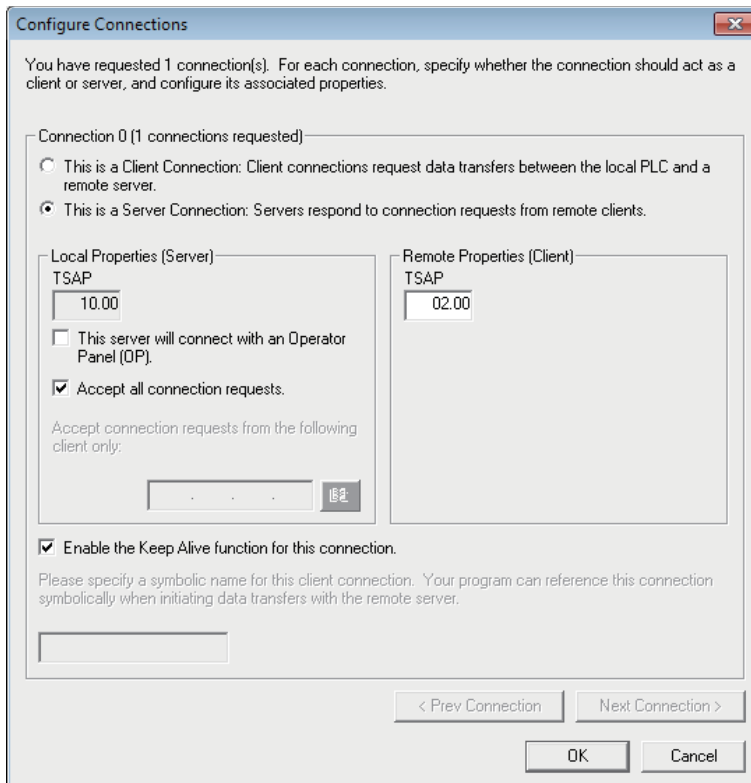 Configure Connections
You have requested 1 connection(s). For each connection, specify whether the connection should act as a
client or server, and configure its associated properties.
Connection 0 (1 connections requested)
This is a Client Connection: Client connections request data transfers between the local PLC and a
remote server.
This is a Server Connection: Servers respond to connection requests from remote clients.
Local Properties (Server)
TSAP
10.00
This server will connect with an Operator
Panel (OP).
Accept all connection requests.
Accept connection requests from the following
client only:
. . .
Remote Properties (Client)
TSAP
02.00
Enable the Keep Alive function for this connection.
Please specify a symbolic name for this client connection. Your program can reference this connection
symbolically when initiating data transfers with the remote server.
< Prev Connection
Next Connection >
OK
Cancel